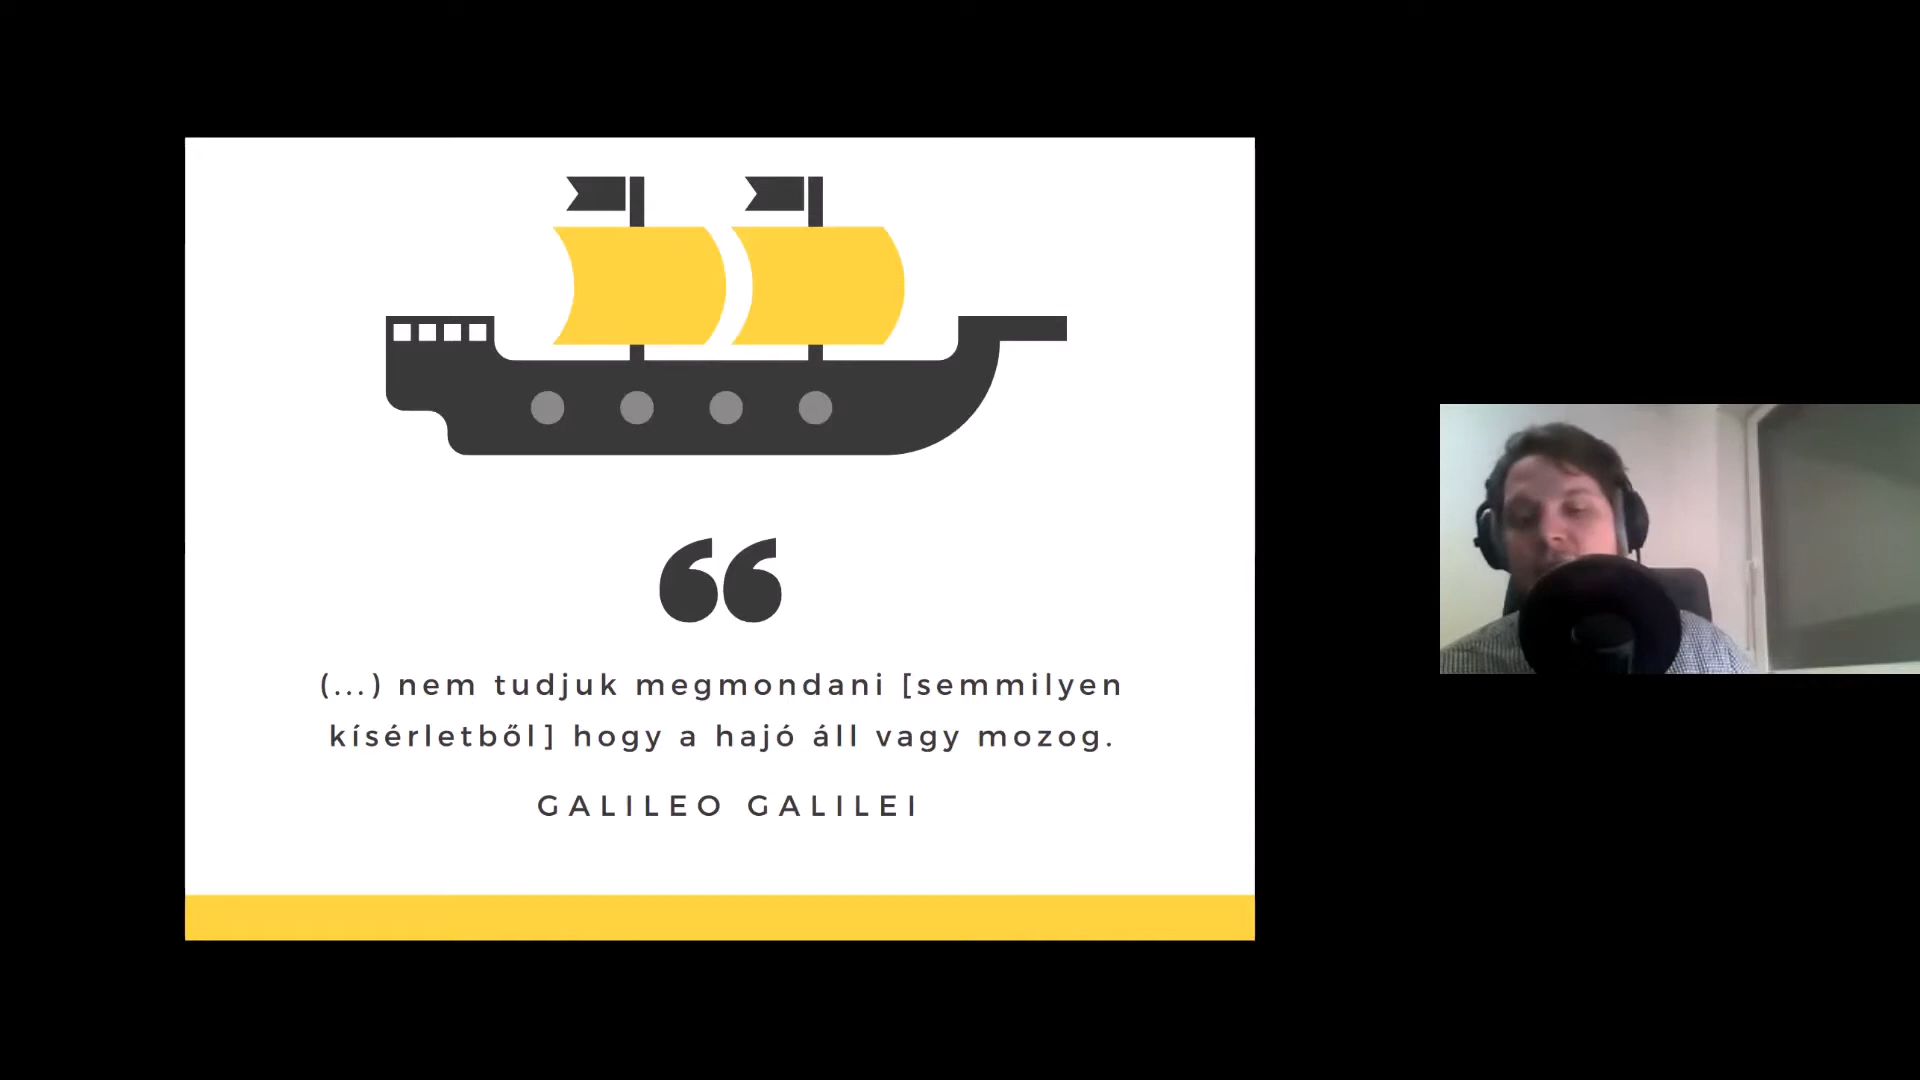 (...) nem tudjuk megmondani [semmilyen
kísérletből] hogy a hajó áll vagy mozog.
GALILEO GALILEI